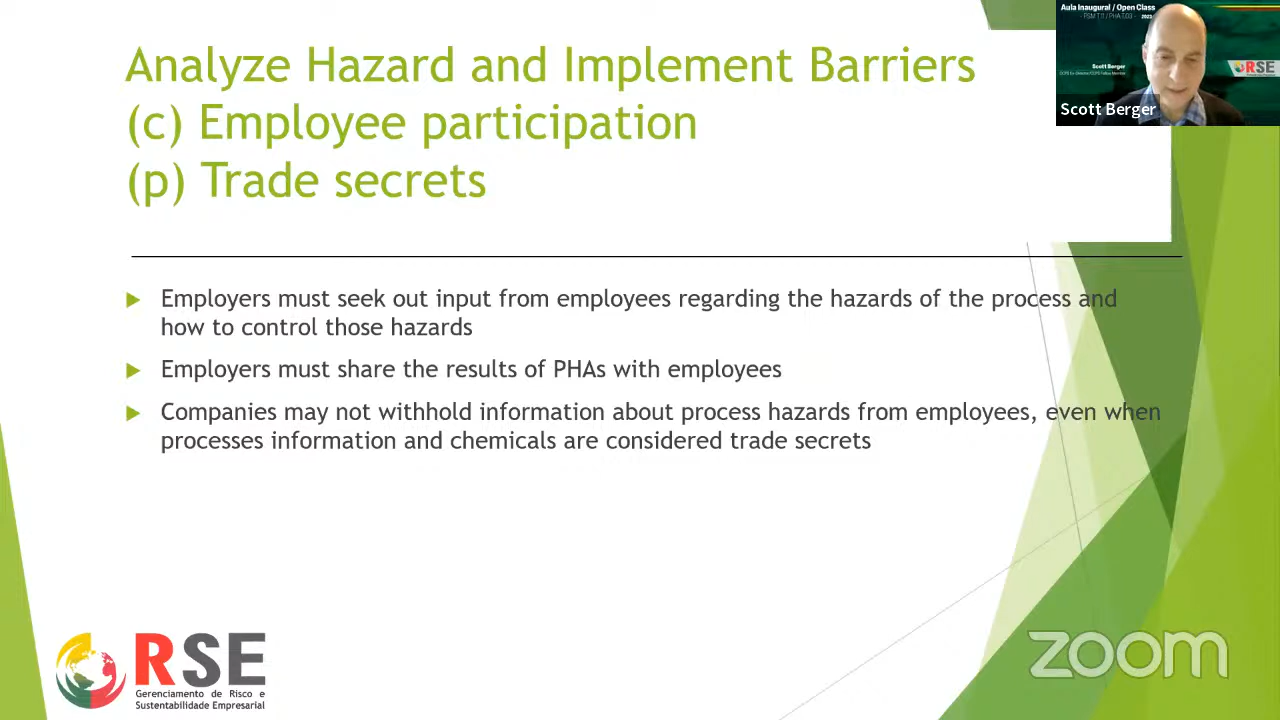 Analyze Hazard and Implement Barriers
(c) Employee participation
(p) Trade secrets
Employers must seek out input from employees regarding the hazards of the process and
how to control those hazards
Employers must share the results of PHAs with employees
Companies may not withhold information about process hazards from employees, even when
processes information and chemicals are considered trade secrets
Aula Inaugural / Open Class
Scott Berger
RSE
Scott Berger
RSE
Gerenciamento de Risco e
Sustentabilidade Empresarial
zoom